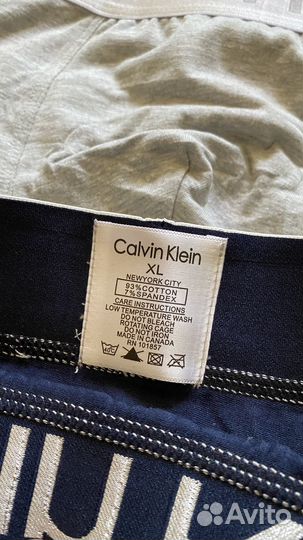 Calvin Klein
XL
NEWYORK CITY
93%COTTON
7%SPANDEX
CARE INSTRUCTIONS
LOW TEMPERATURE WASH
DO NOT BLEACH
ROTATING CAGE
DO NOT IRON
MADE IN CANADA
RN 101857
Avito